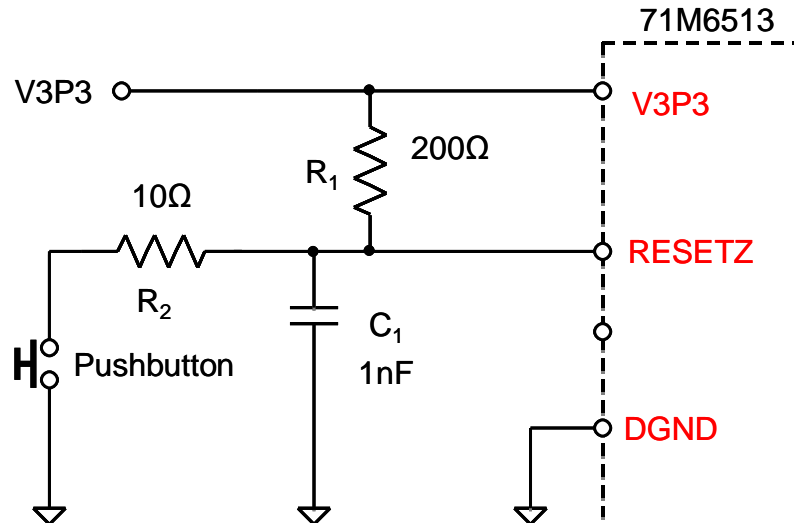 71M6513
V3P3
V3P3
200Ω
R₁
10Ω
RESETZ
R₂
C₁
Pushbutton
1nF
DGND